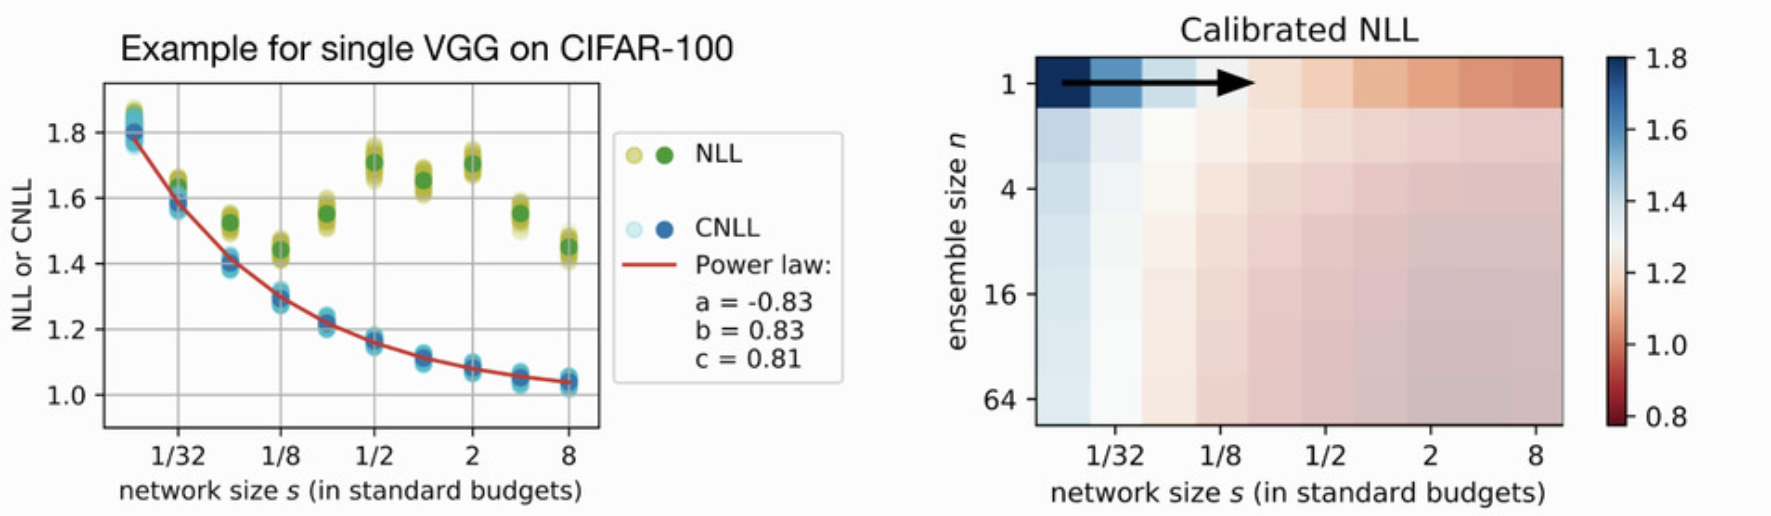 Example for single VGG on CIFAR-100
NLL or CNLL
1.8
1.6
1.4
1.2
1.0
1/32 1/8 1/2 2 8
network size s (in standard budgets)
NLL
CNLL
Power law:
a = -0.83
b = 0.83
c = 0.81
Calibrated NLL
ensemble size n
1
4
16
64
1/32 1/8 1/2 2 8
network size s (in standard budgets)
1.8
1.6
1.4
1.2
1.0
0.8